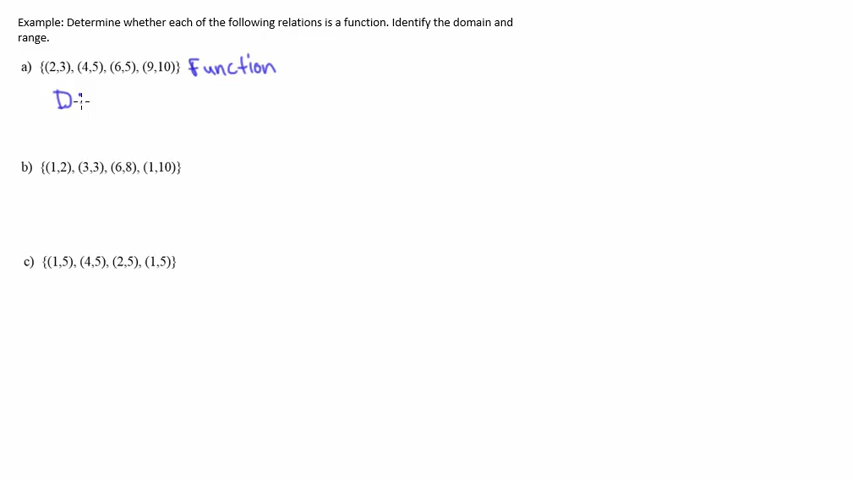 Example: Determine whether each of the following relations is a function. Identify the domain and
range.
a) {(2,3), (4,5), (6,5), (9,10)} Function
D:
b) {(1,2), (3,3), (6,8), (1,10)}
c) {(1,5), (4,5), (2,5), (1,5)}